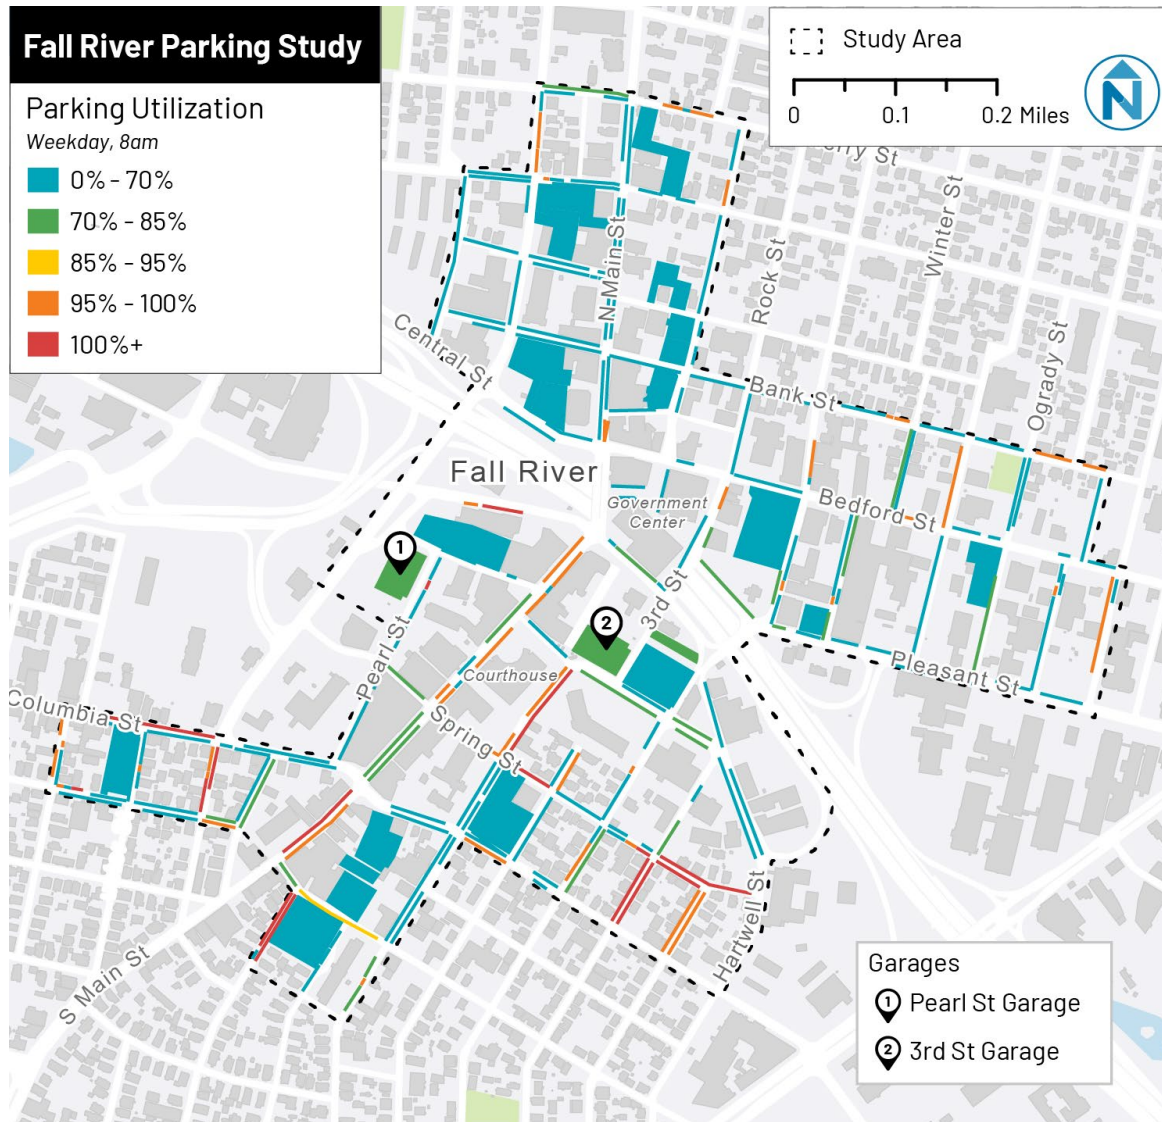 Fall River Parking Study
Parking Utilization
Weekday, 8am
0% - 70%
70% - 85%
85% - 95%
95% - 100%
100%+
Study Area
0 0.1 0.2 Miles
N
Winter St
Rock St
N Main St
Central St
Ogrady St
Bank St
Fall River
Government
Center
Bedford St
1
3rd St
2
Pearl St
Courthouse
Pleasant St
Columbia St
Spring St
Hartwell St
S Main St
Garages
1 Pearl St Garage
2 3rd St Garage